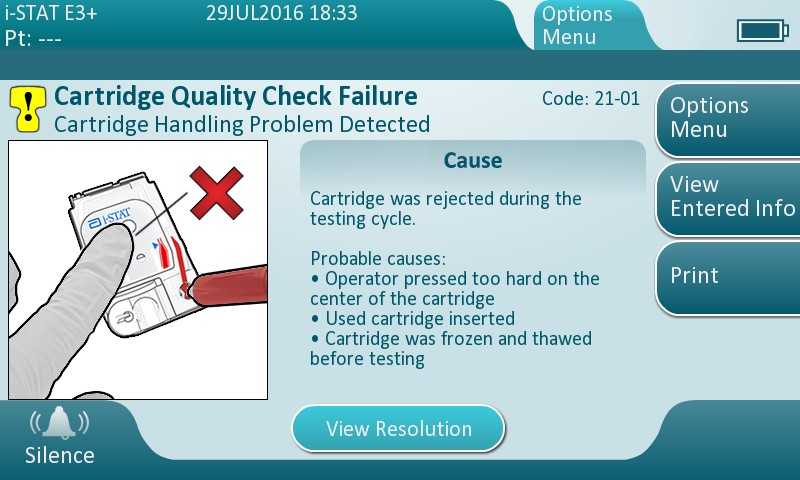 i-STAT E3+
29JUL2016 18:33
Pt: ---
Options
Menu
Cartridge Quality Check Failure
Code: 21-01
Cartridge Handling Problem Detected
Options
Menu
i-STAT
Cause
Cartridge was rejected during the
testing cycle.
Probable causes:
• Operator pressed too hard on the
center of the cartridge
• Used cartridge inserted
• Cartridge was frozen and thawed
before testing
View
Entered Info
Print
View Resolution
Silence